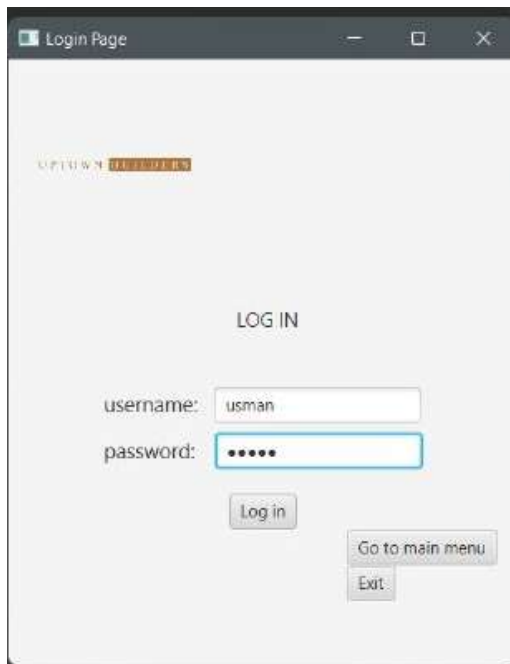 Login Page
UPTOWN BUILDERS
LOG IN
username: usman
password: •••••
Log in
Go to main menu
Exit